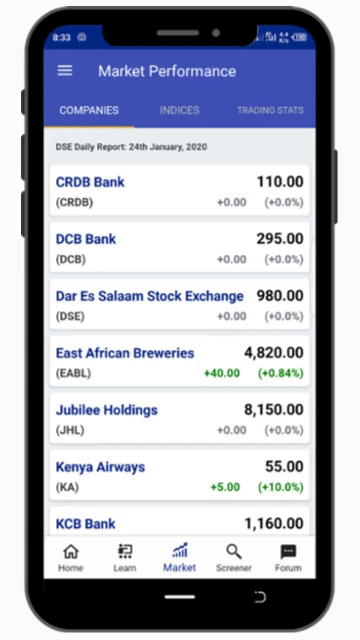 8:33
Market Performance
COMPANIES INDICES TRADING STATS
DSE Daily Report: 24th January, 2020
CRDB Bank 110.00
(CRDB) +0.00 (+0.0%)
DCB Bank 295.00
(DCB) +0.00 (+0.0%)
Dar Es Salaam Stock Exchange 980.00
(DSE) +0.00 (+0.0%)
East African Breweries 4,820.00
(EABL) +40.00 (+0.84%)
Jubilee Holdings 8,150.00
(JHL) +0.00 (+0.0%)
Kenya Airways 55.00
(KA) +5.00 (+10.0%)
KCB Bank 1,160.00
Home Learn Market Screener Forum